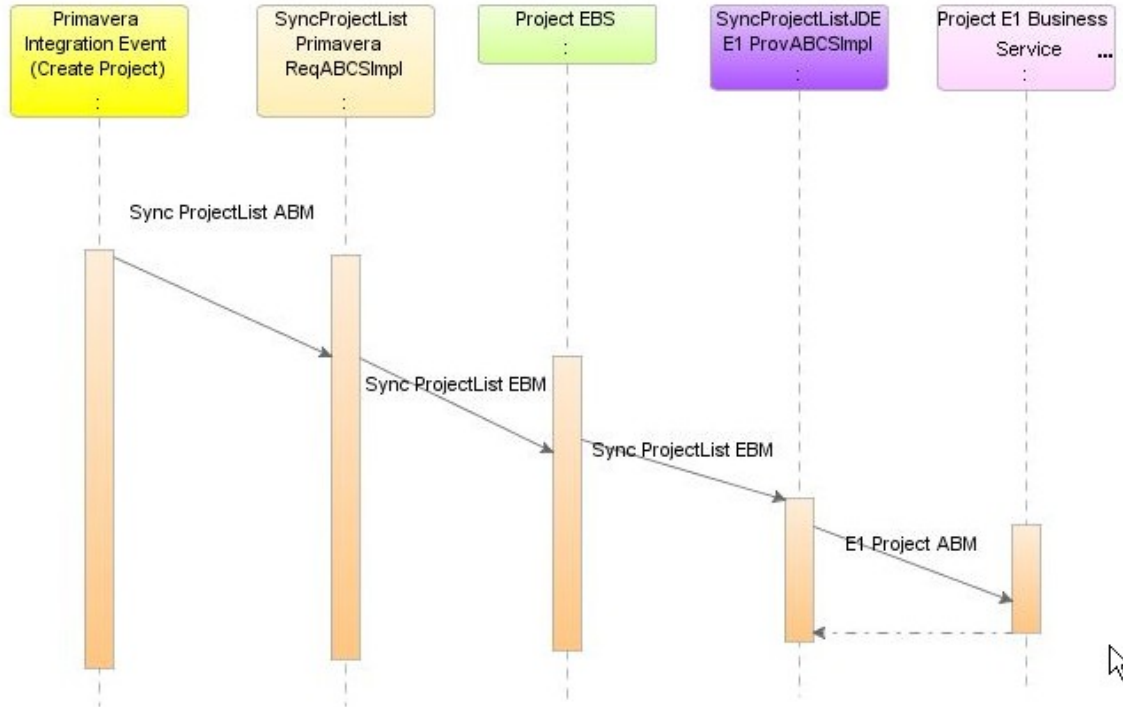 Primavera
Integration Event
(Create Project)
:
SyncProjectList
Primavera
ReqABCSImpl
:
Project EBS
:
SyncProjectListJDE
E1 ProvABCSImpl
:
Project E1 Business
Service ...
:
Sync ProjectList ABM
Sync ProjectList EBM
Sync ProjectList EBM
E1 Project ABM